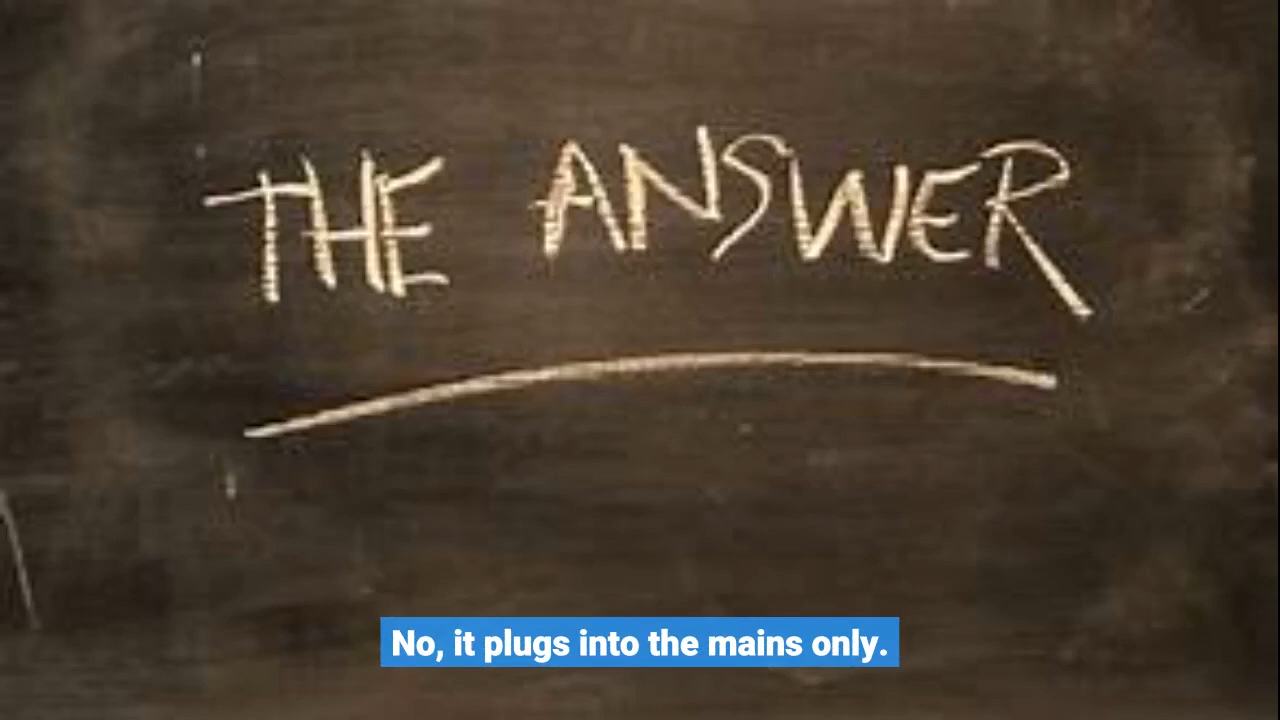 THE ANSWER
No, it plugs into the mains only.